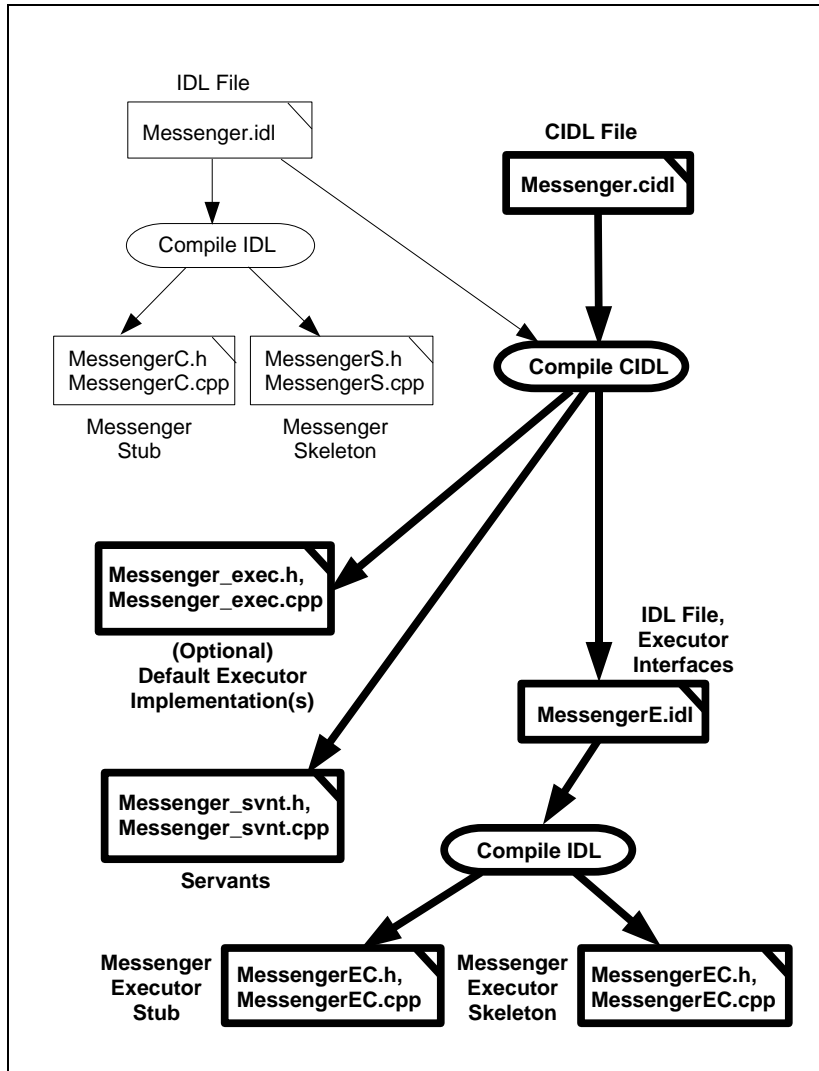 IDL File
Messenger.idl
CIDL File
Messenger.cidl
Compile IDL
MessengerC.h
MessengerC.cpp
MessengerS.h
MessengerS.cpp
Compile CIDL
Messenger
Stub
Messenger
Skeleton
Messenger_exec.h,
Messenger_exec.cpp
(Optional)
Default Executor
Implementation(s)
IDL File,
Executor
Interfaces
MessengerE.idl
Messenger_svnt.h,
Messenger_svnt.cpp
Servants
Compile IDL
Messenger
Executor
Stub
MessengerEC.h,
MessengerEC.cpp
Messenger
Executor
Skeleton
MessengerEC.h,
MessengerEC.cpp